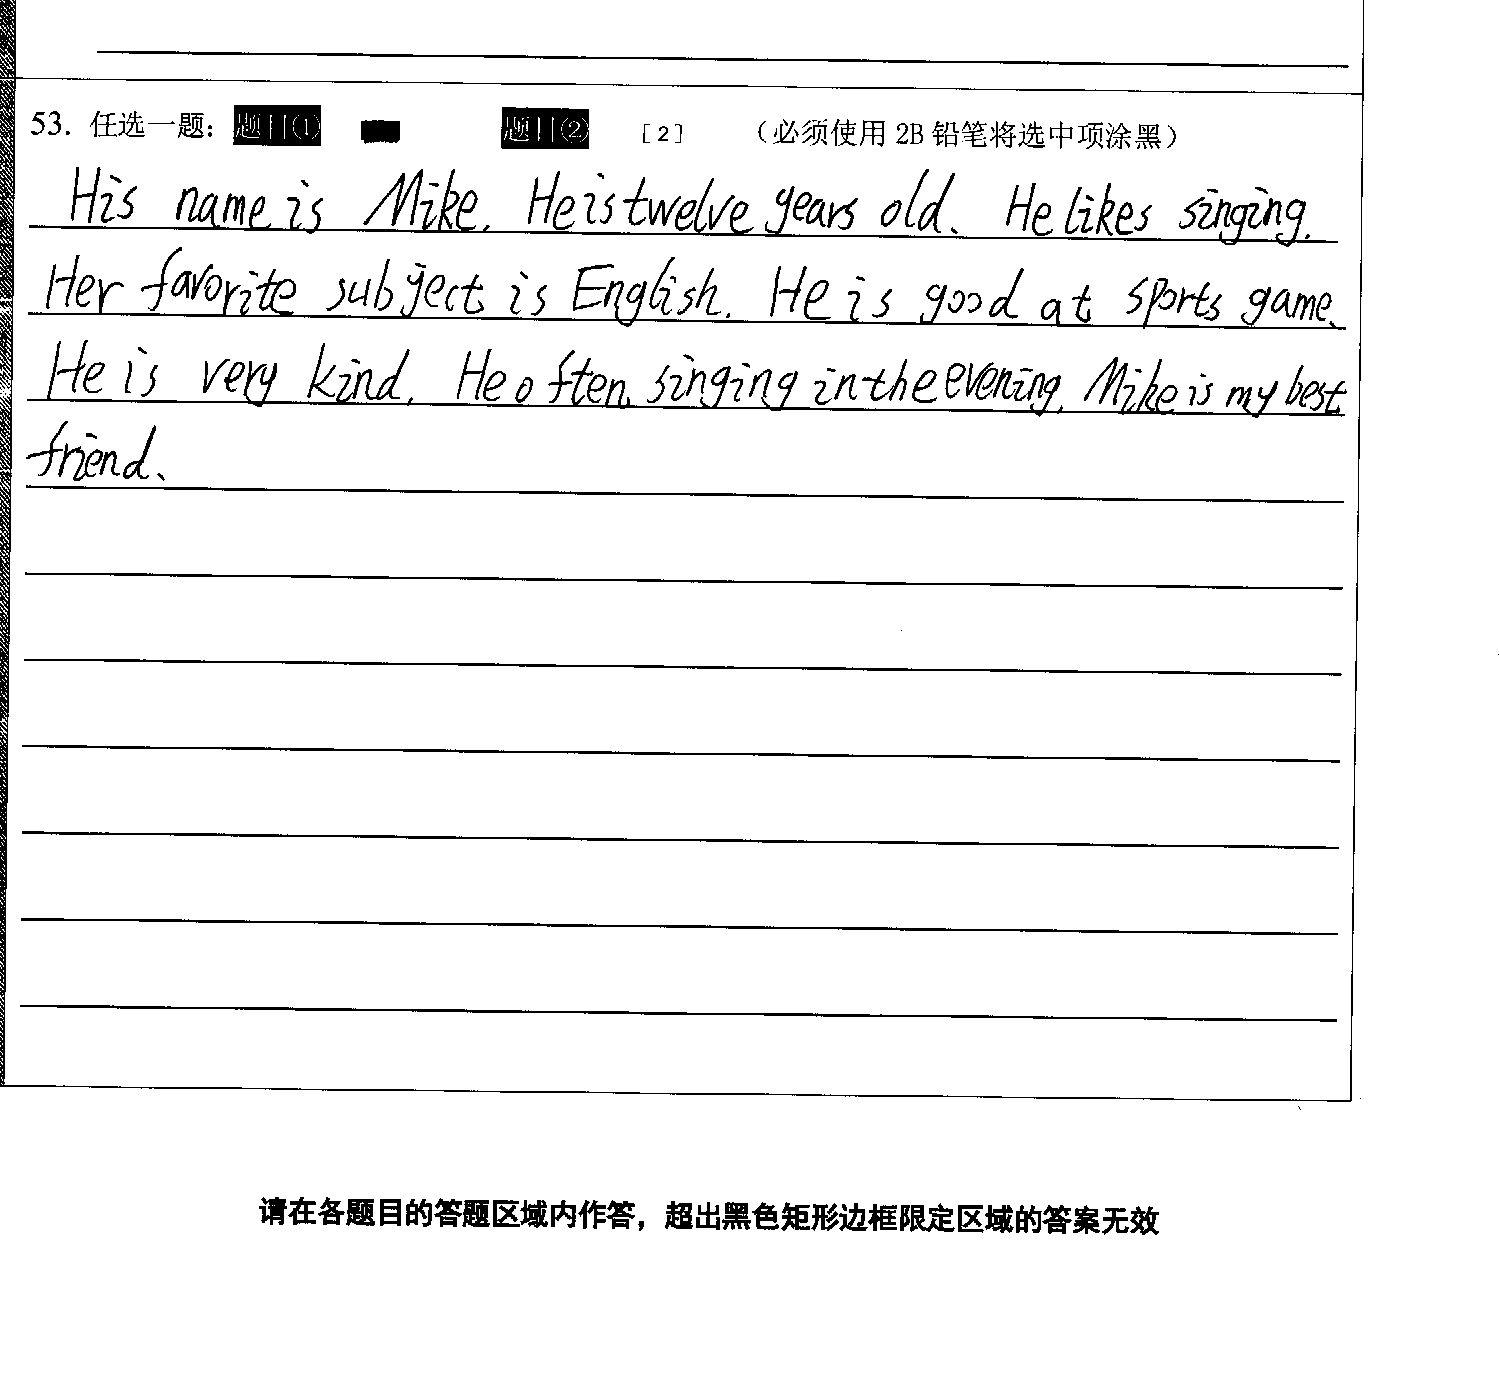 53. 任选一题: 题目① 题目② [2] (必须使用 2B 铅笔将选中项涂黑)
His name is Mike. He is twelve years old. He likes singing.
Her favorite subject is English. He is good at sports game.
He is very kind. He often singing in the evening. Mike is my best
friend.
请在各题目的答题区域内作答，超出黑色矩形边框限定区域的答案无效